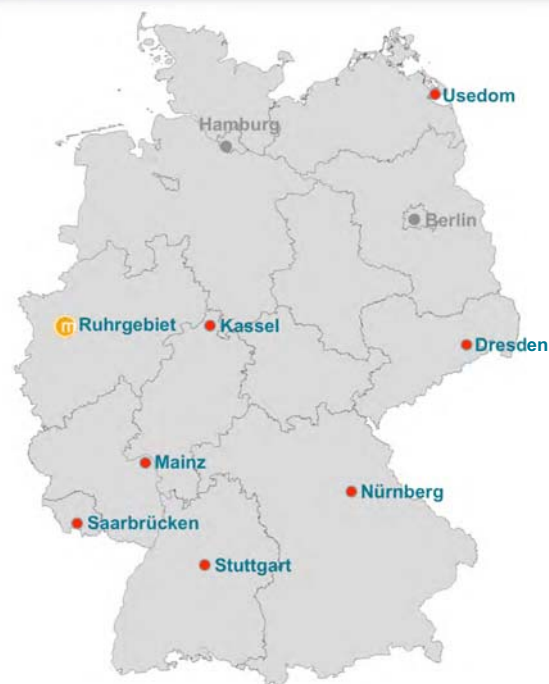 Usedom
Hamburg
Berlin
m Ruhrgebiet
Kassel
Dresden
Mainz
Nürnberg
Saarbrücken
Stuttgart